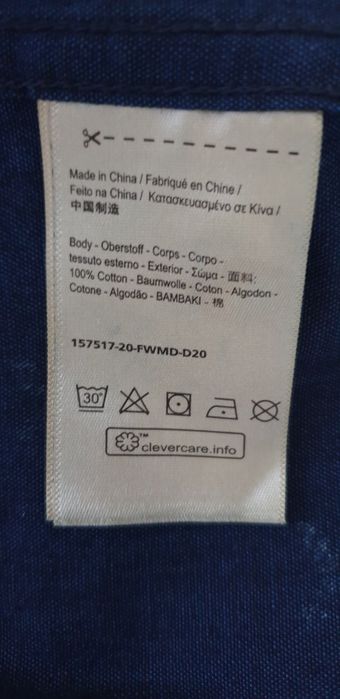 Made in China / Fabriqué en Chine /
Feito na China / Κατασκευασμένο σε Κίνα /
中国制造
Body - Oberstoff - Corps - Corpo -
tessuto esterno - Exterior - Σώμα - 面料:
100% Cotton - Baumwolle - Coton - Algodon -
Cotone - Algodão - BAMBAKI - 棉
157517-20-FWMD-D20
30°
™
clevercare.info